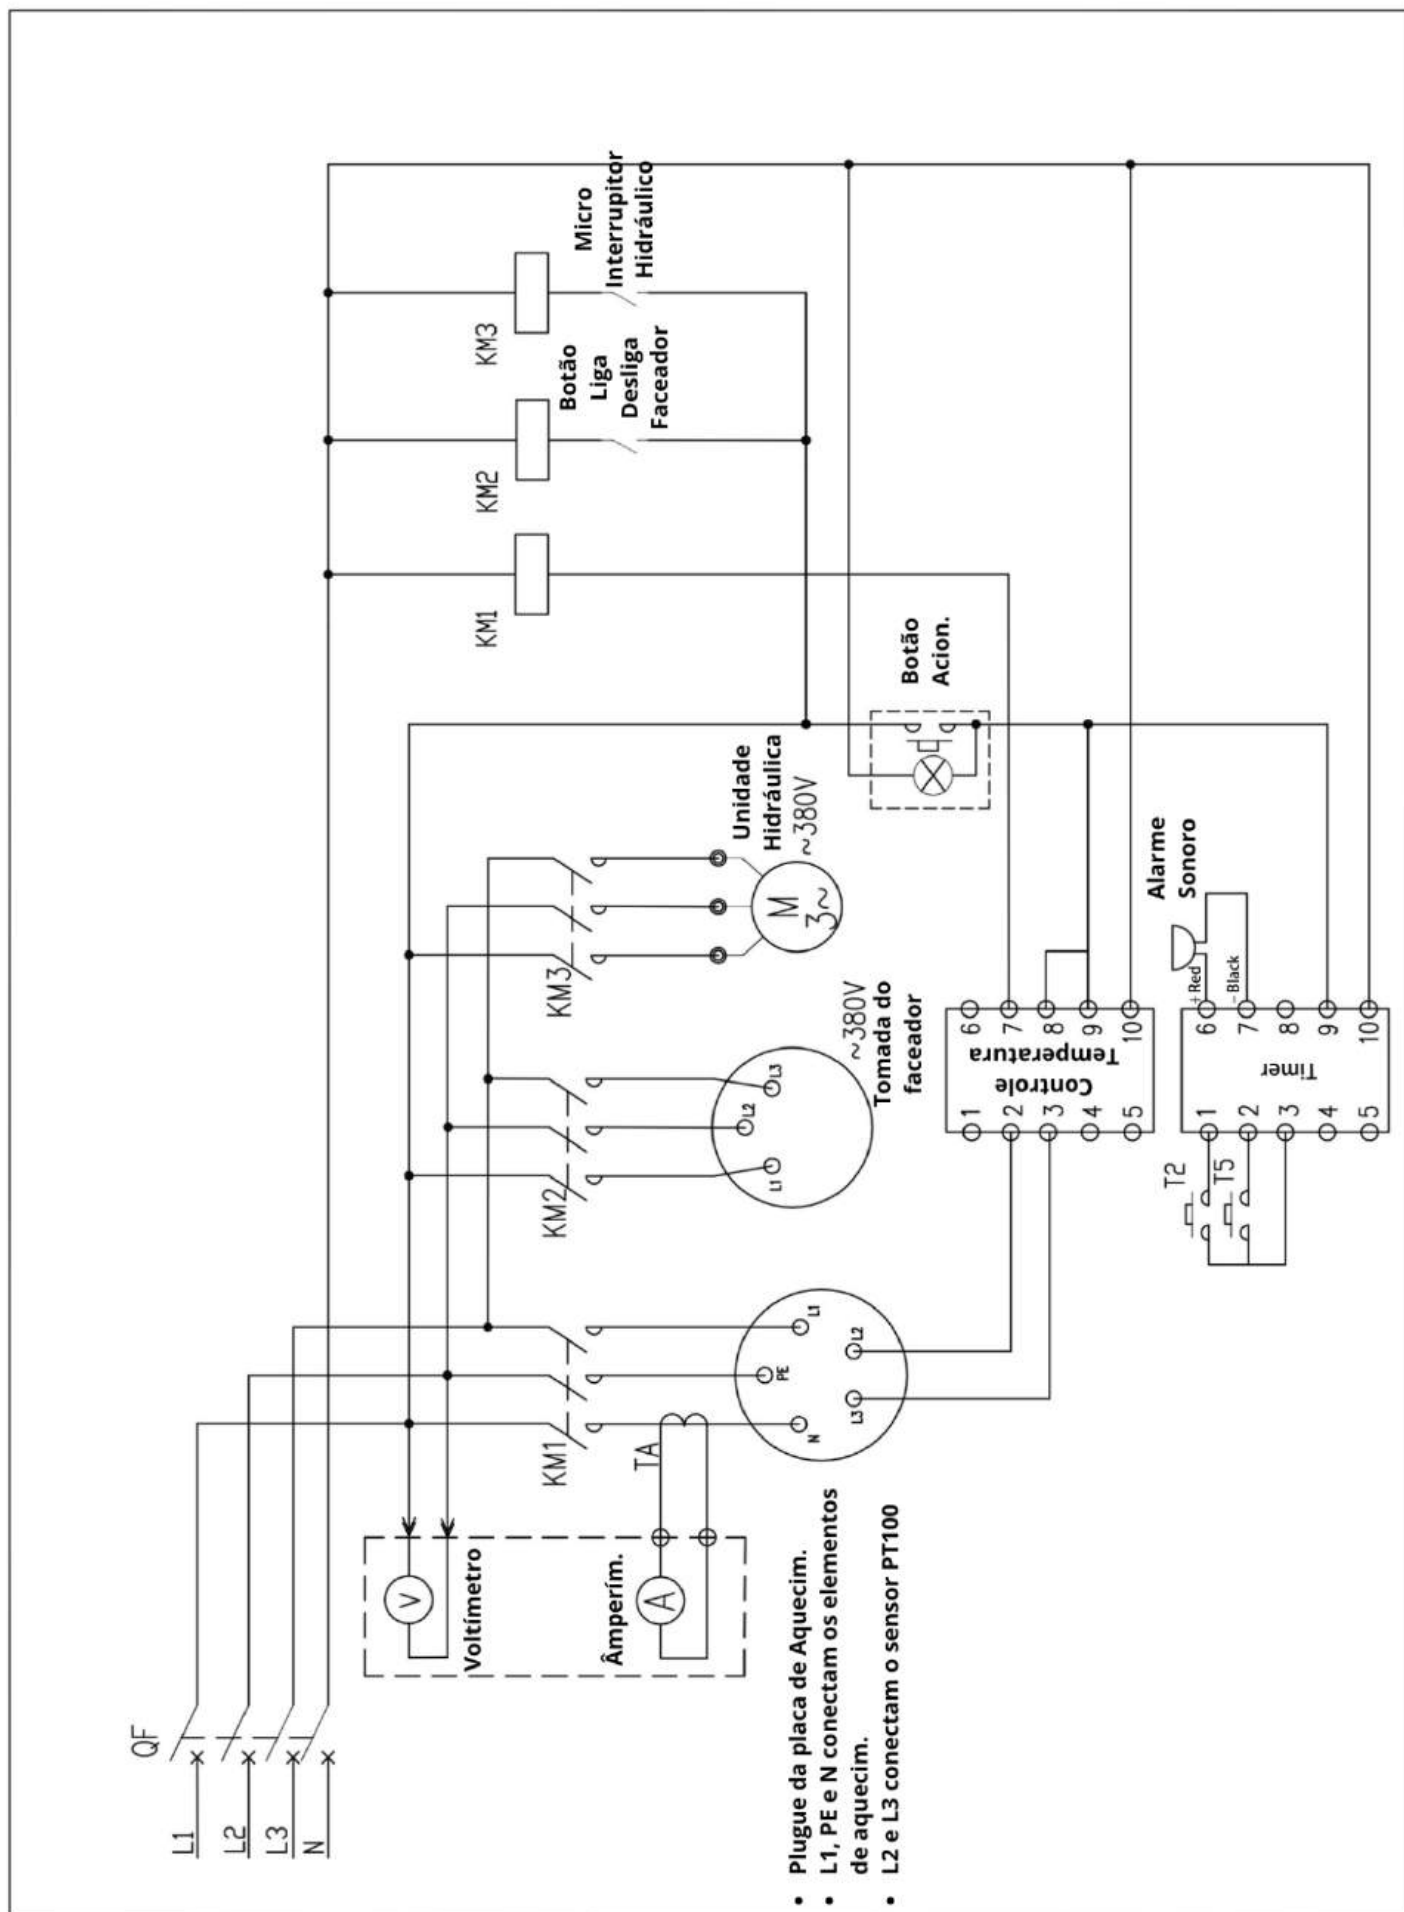 QF
L1
L2
L3
N
V
Voltímetro
A
Âmperím.
TA
KM1
KM2
KM3
N
PE
L1
L3
L2
L1
L2
L3
~380V
Tomada do
faceador
M
3~
Unidade
Hidráulica
~380V
KM1
KM2
KM3
Botão
Liga
Desliga
Faceador
Micro
Interrupitor
Hidráulico
Botão
Acion.
Controle
Temperatura
1
2
3
4
5
6
7
8
9
10
Timer
1
2
3
4
5
6
7
8
9
10
T2
T5
+ Red
- Black
Alarme
Sonoro
• Plugue da placa de Aquecim.
• L1, PE e N conectam os elementos
de aquecim.
• L2 e L3 conectam o sensor PT100